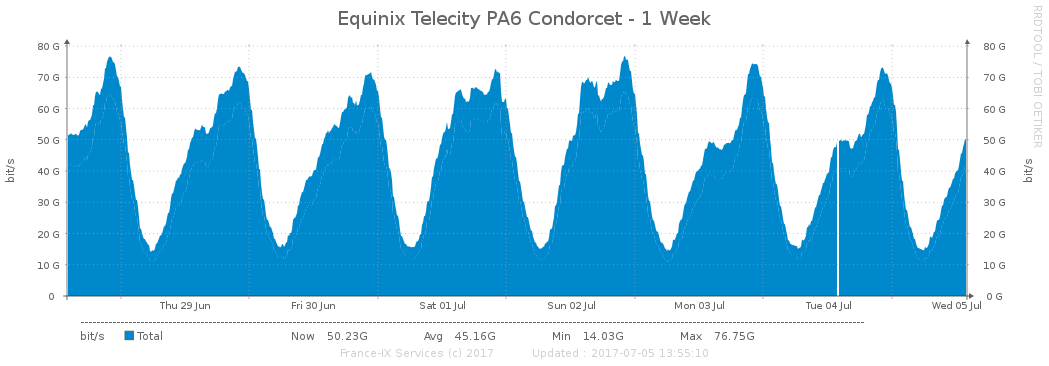 Equinix Telecity PA6 Condorcet - 1 Week
RRDTOOL / TOBI OETIKER
bit/s
80 G
70 G
60 G
50 G
40 G
30 G
20 G
10 G
0
80 G
70 G
60 G
50 G
40 G
30 G
20 G
10 G
0 G
bit/s
Thu 29 Jun Fri 30 Jun Sat 01 Jul Sun 02 Jul Mon 03 Jul Tue 04 Jul Wed 05 Jul
bit/s Total Now 50.23G Avg 45.16G Min 14.03G Max 76.75G
France-IX Services (c) 2017 Updated : 2017-07-05 13:55:10